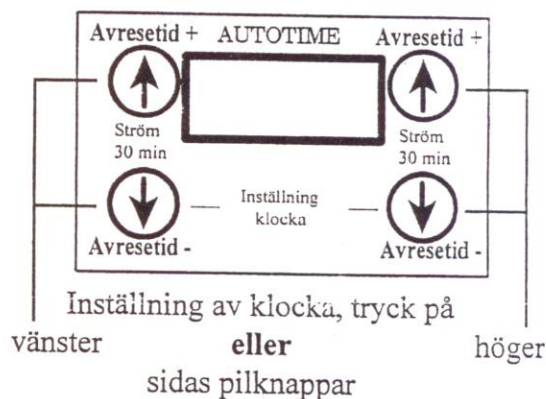 Avresetid + AUTOTIME Avresetid +
Ström
30 min
Ström
30 min
Inställning
klocka
Avresetid -
Avresetid -
Inställning av klocka, tryck på
vänster eller höger
sidas pilknappar